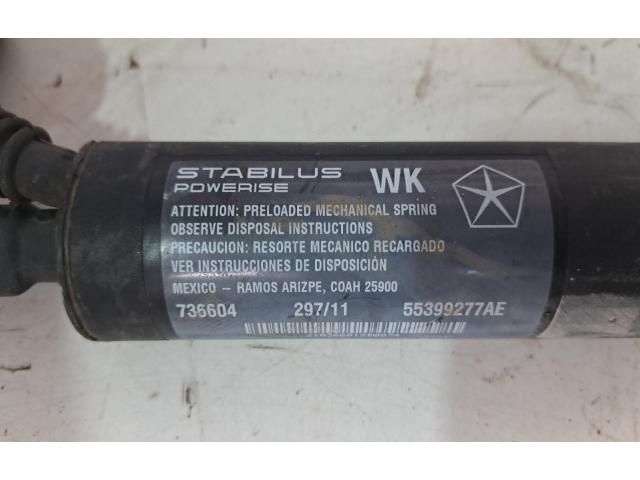 STABILUS
POWERISE
WK
ATTENTION: PRELOADED MECHANICAL SPRING
OBSERVE DISPOSAL INSTRUCTIONS
PRECAUCION: RESORTE MECANICO RECARGADO
VER INSTRUCCIONES DE DISPOSICIÓN
MEXICO - RAMOS ARIZPE, COAH 25900
736604 297/11 55399277AE